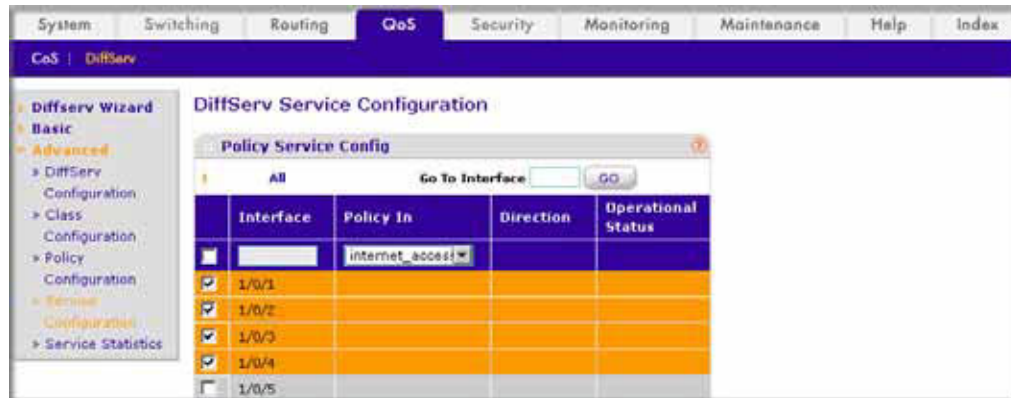 System Switching Routing QoS Security Monitoring Maintenance Help Index
CoS | DiffServ
Diffserv Wizard
Basic
Advanced
» DiffServ
Configuration
» Class
Configuration
» Policy
Configuration
» Service
Configuration
» Service Statistics
DiffServ Service Configuration
Policy Service Config
All Go To Interface GO
Interface Policy In Direction Operational
Status
internet_access
1/0/1
1/0/2
1/0/3
1/0/4
1/0/5